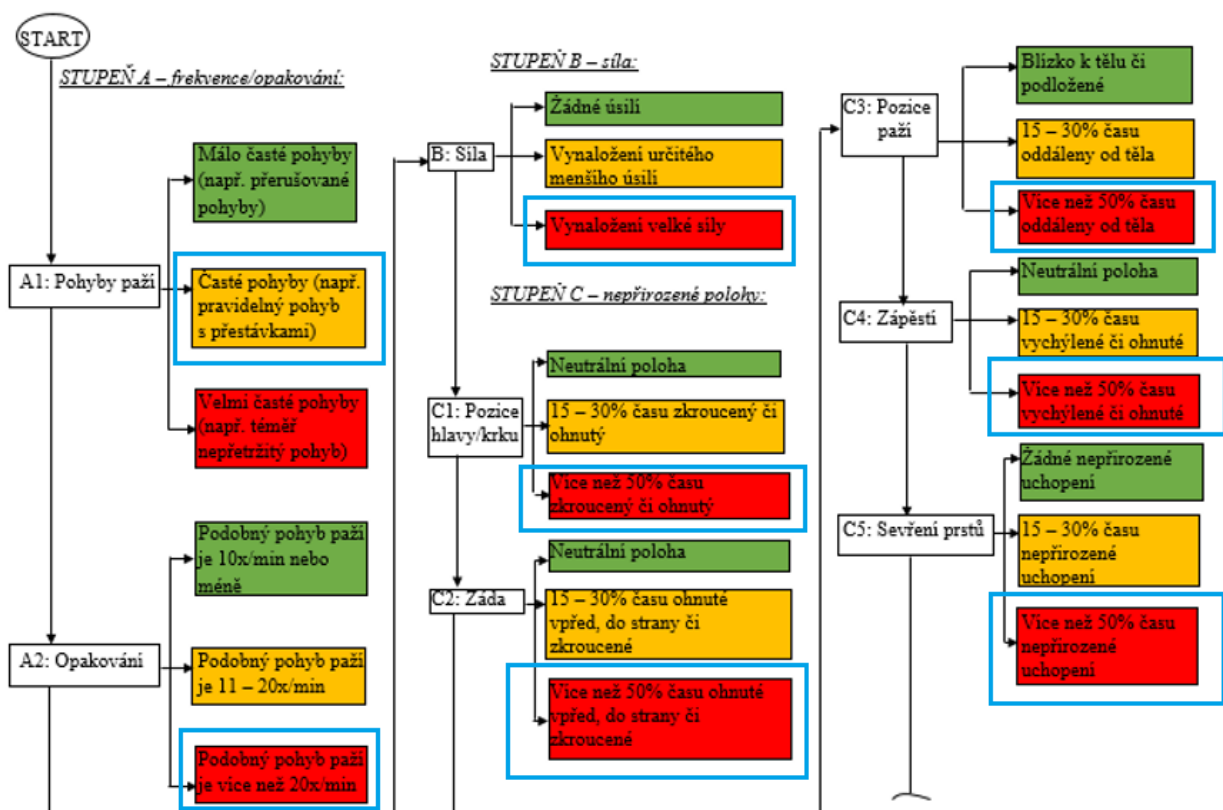 START
STUPEŇ A – frekvence/opakování:
A1: Pohyby paží
Málo časté pohyby
(např. přerušované
pohyby)
Časté pohyby (např.
pravidelný pohyb
s přestávkami)
Velmi časté pohyby
(např. téměř
nepřetržitý pohyb)
A2: Opakování
Podobný pohyb paží
je 10x/min nebo
méně
Podobný pohyb paží
je 11 – 20x/min
Podobný pohyb paží
je více než 20x/min
STUPEŇ B – síla:
B: Síla
Žádné úsilí
Vynaložení určitého
menšího úsilí
Vynaložení velké síly
STUPEŇ C – nepřirozené polohy:
C1: Pozice
hlavy/krku
Neutrální poloha
15 – 30% času zkroucený či
ohnutý
Více než 50% času
zkroucený či ohnutý
C2: Záda
Neutrální poloha
15 – 30% času ohnuté
vpřed, do strany či
zkroucené
Více než 50% času ohnuté
vpřed, do strany či
zkroucené
C3: Pozice
paží
Blízko k tělu či
podložené
15 – 30% času
oddáleny od těla
Více než 50% času
oddáleny od těla
C4: Zápěstí
Neutrální poloha
15 – 30% času
vychýlené či ohnuté
Více než 50% času
vychýlené či ohnuté
C5: Sevření prstů
Žádné nepřirozené
uchopení
15 – 30% času
nepřirozené
uchopení
Více než 50% času
nepřirozené
uchopení